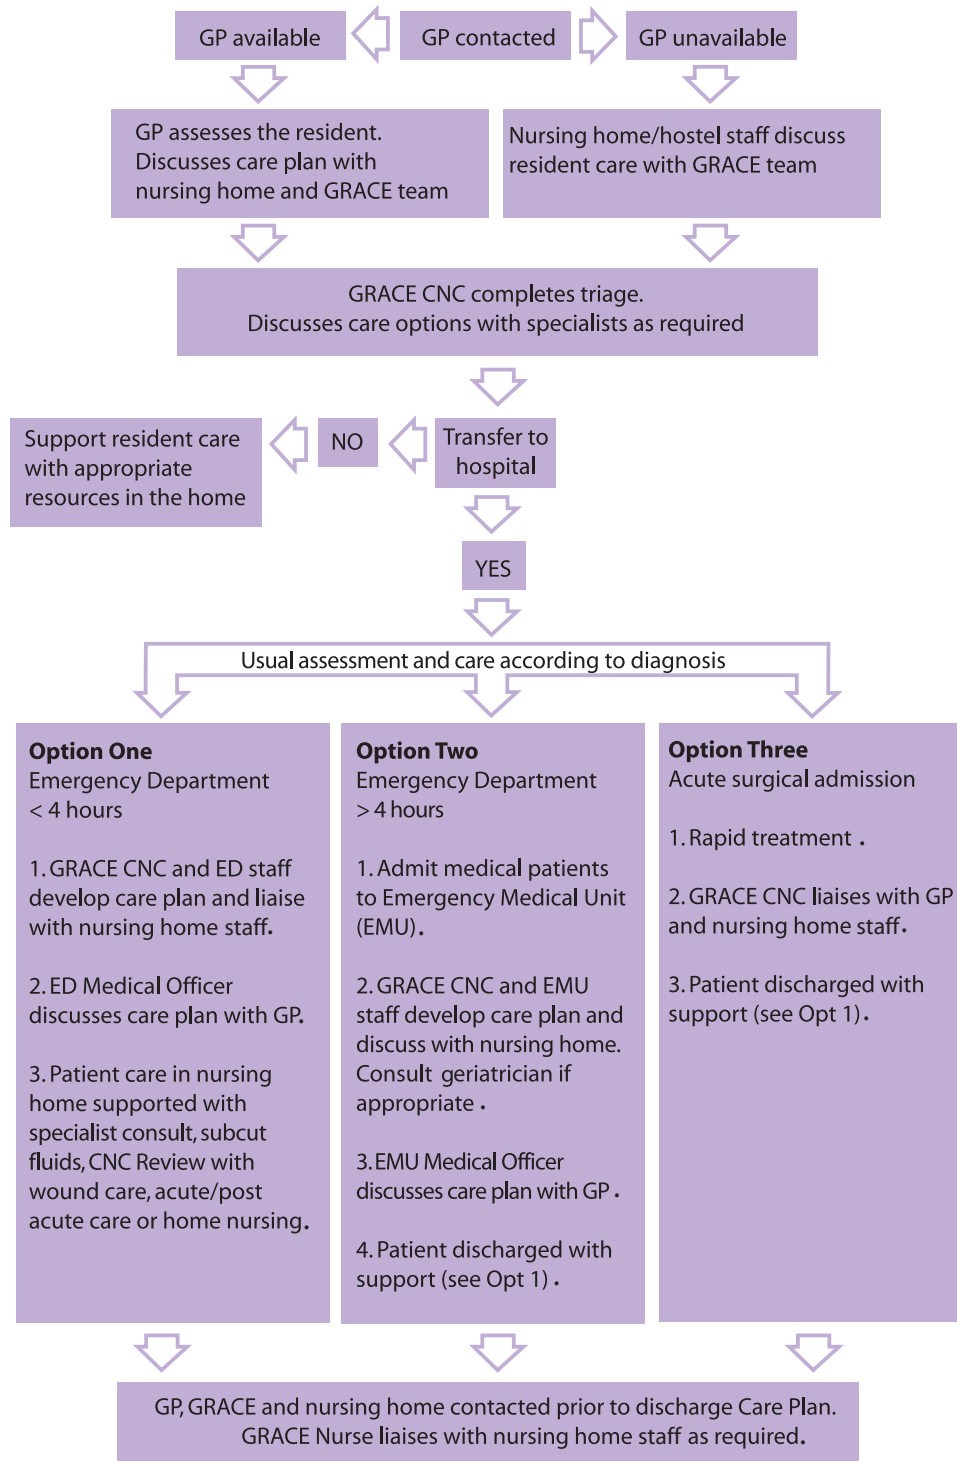 GP available
GP contacted
GP unavailable
GP assesses the resident.
Discusses care plan with
nursing home and GRACE team
Nursing home/hostel staff discuss
resident care with GRACE team
GRACE CNC completes triage.
Discusses care options with specialists as required
Support resident care
with appropriate
resources in the home
NO
Transfer to
hospital
YES
Usual assessment and care according to diagnosis
Option One
Emergency Department
< 4 hours
1. GRACE CNC and ED staff
develop care plan and liaise
with nursing home staff.
2. ED Medical Officer
discusses care plan with GP.
3. Patient care in nursing
home supported with
specialist consult, subcut
fluids, CNC Review with
wound care, acute/post
acute care or home nursing.
Option Two
Emergency Department
> 4 hours
1. Admit medical patients
to Emergency Medical Unit
(EMU).
2. GRACE CNC and EMU
staff develop care plan and
discuss with nursing home.
Consult geriatrician if
appropriate .
3. EMU Medical Officer
discusses care plan with GP .
4. Patient discharged with
support (see Opt 1) .
Option Three
Acute surgical admission
1. Rapid treatment .
2. GRACE CNC liaises with GP
and nursing home staff.
3. Patient discharged with
support (see Opt 1) .
GP, GRACE and nursing home contacted prior to discharge Care Plan.
GRACE Nurse liaises with nursing home staff as required.